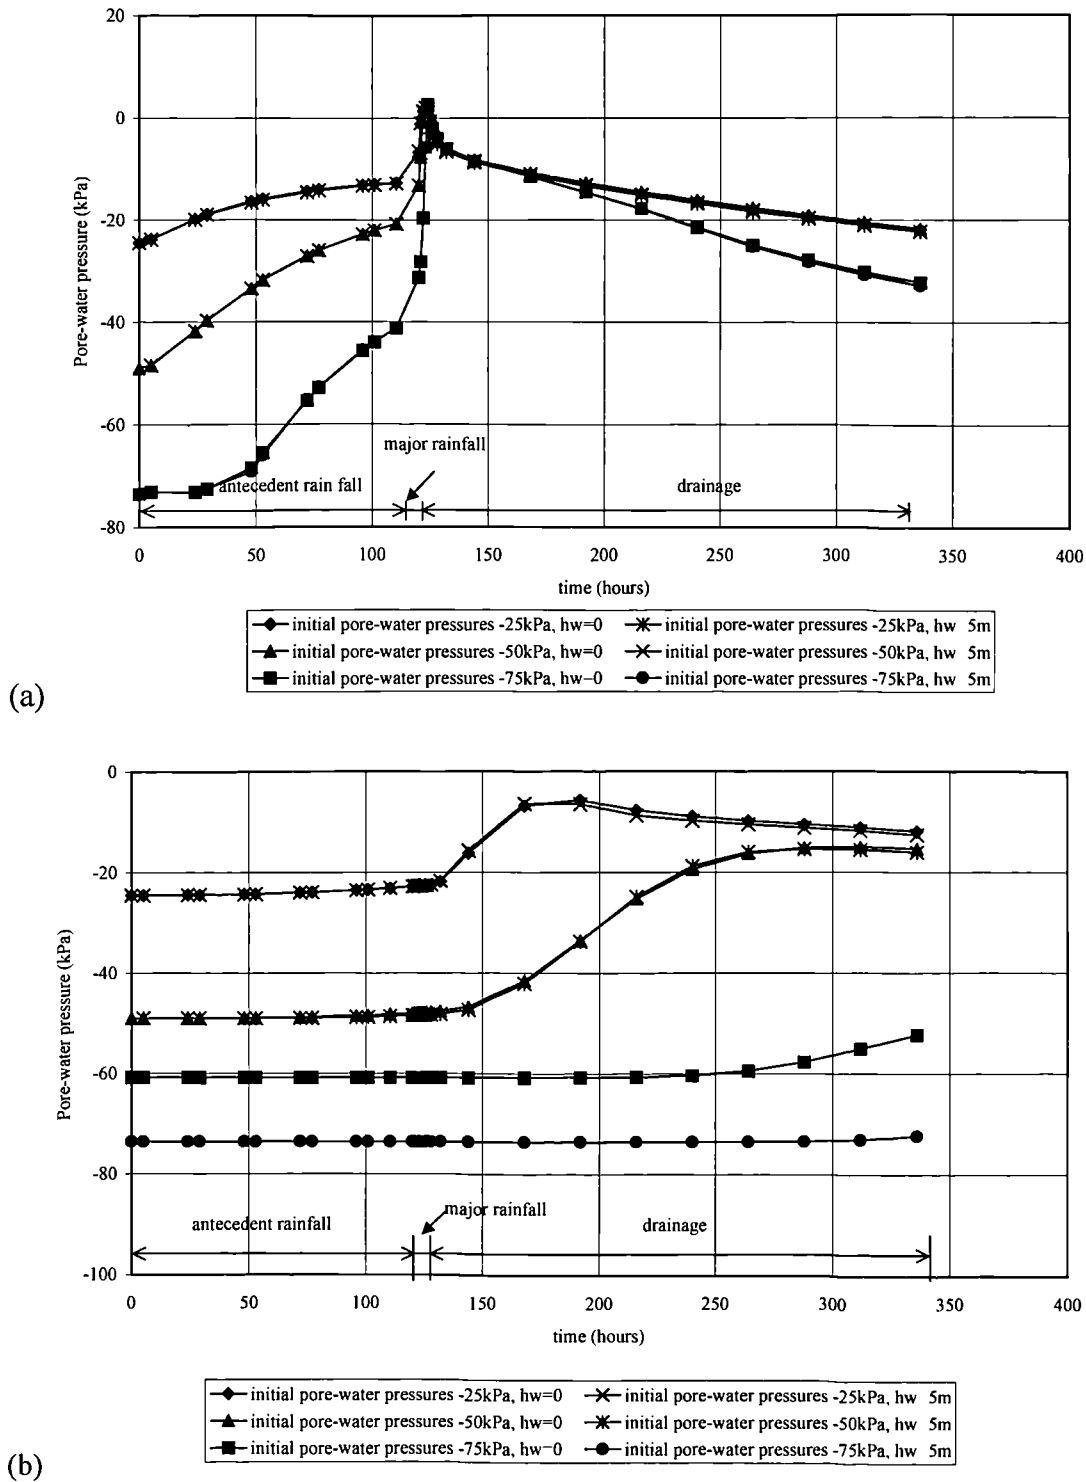 20
0
-20
-40
-60
-80
Pore-water pressure (kPa)
major rainfall
antecedent rain fall
drainage
0 50 100 150 200 250 300 350 400
time (hours)
initial pore-water pressures -25kPa, hw=0 initial pore-water pressures -25kPa, hw 5m
initial pore-water pressures -50kPa, hw=0 initial pore-water pressures -50kPa, hw 5m
initial pore-water pressures -75kPa, hw=0 initial pore-water pressures -75kPa, hw 5m
(a)
0
-20
-40
-60
-80
-100
Pore-water pressure (kPa)
antecedent rainfall
major rainfall
drainage
0 50 100 150 200 250 300 350 400
time (hours)
initial pore-water pressures -25kPa, hw=0 initial pore-water pressures -25kPa, hw 5m
initial pore-water pressures -50kPa, hw=0 initial pore-water pressures -50kPa, hw 5m
initial pore-water pressures -75kPa, hw=0 initial pore-water pressures -75kPa, hw 5m
(b)